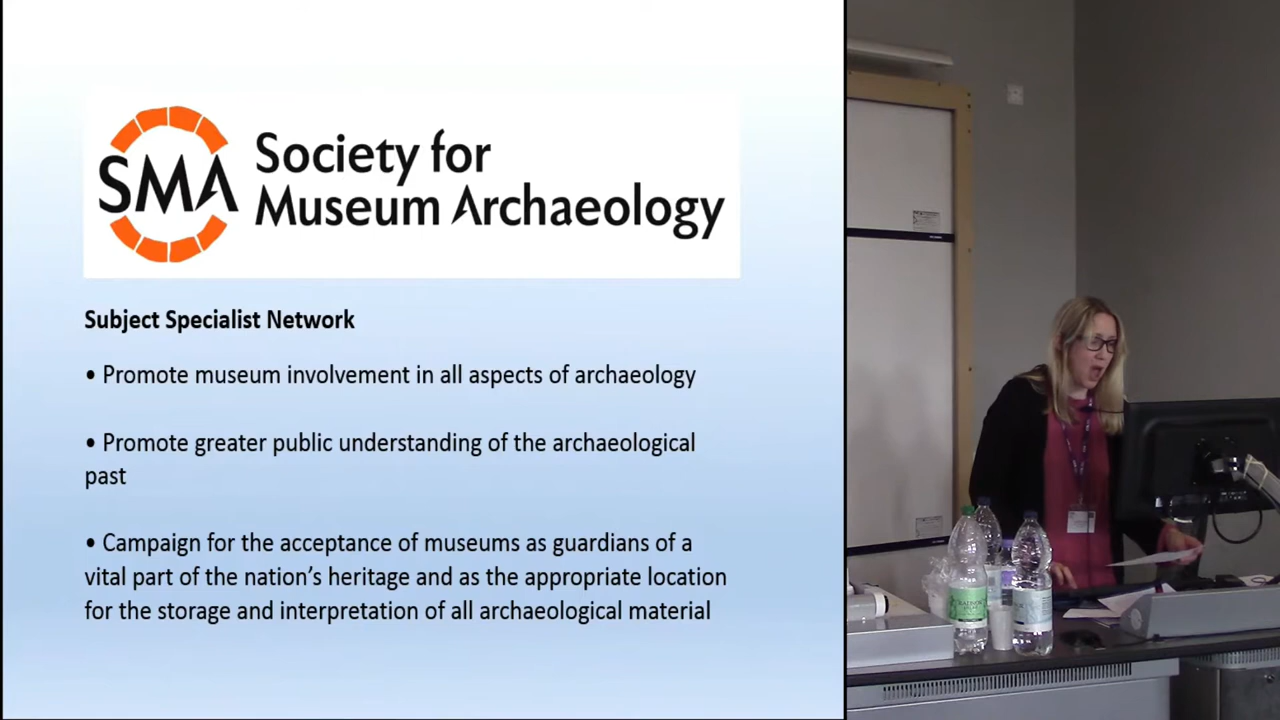 SMA
Society for
Museum Archaeology
Subject Specialist Network
• Promote museum involvement in all aspects of archaeology
• Promote greater public understanding of the archaeological
past
• Campaign for the acceptance of museums as guardians of a
vital part of the nation’s heritage and as the appropriate location
for the storage and interpretation of all archaeological material